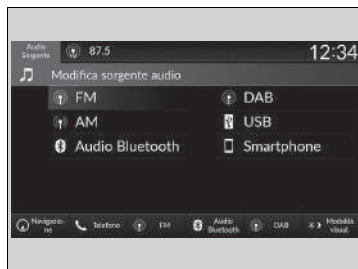 Audio
Sorgente
87.5
12:34
Modifica sorgente audio
FM
DAB
AM
USB
Audio Bluetooth
Smartphone
Navigazio-
ne
Telefono
FM
Audio
Bluetooth
DAB
Modalità
visual